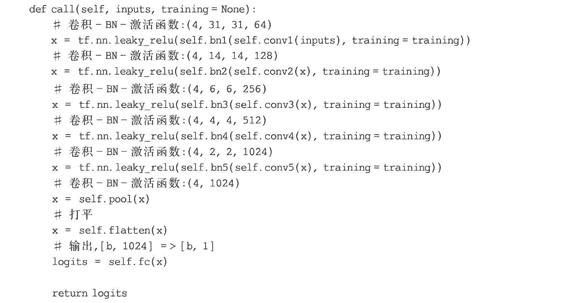 def call(self, inputs, training = None):
# 卷积-BN-激活函数:(4, 31, 31, 64)
x = tf.nn.leaky_relu(self.bn1(self.conv1(inputs), training = training))
# 卷积-BN-激活函数:(4, 14, 14, 128)
x = tf.nn.leaky_relu(self.bn2(self.conv2(x), training = training))
# 卷积-BN-激活函数:(4, 6, 6, 256)
x = tf.nn.leaky_relu(self.bn3(self.conv3(x), training = training))
# 卷积-BN-激活函数:(4, 4, 4, 512)
x = tf.nn.leaky_relu(self.bn4(self.conv4(x), training = training))
# 卷积-BN-激活函数:(4, 2, 2, 1024)
x = tf.nn.leaky_relu(self.bn5(self.conv5(x), training = training))
# 卷积-BN-激活函数:(4, 1024)
x = self.pool(x)
# 打平
x = self.flatten(x)
# 输出,[b, 1024] => [b, 1]
logits = self.fc(x)
return logits